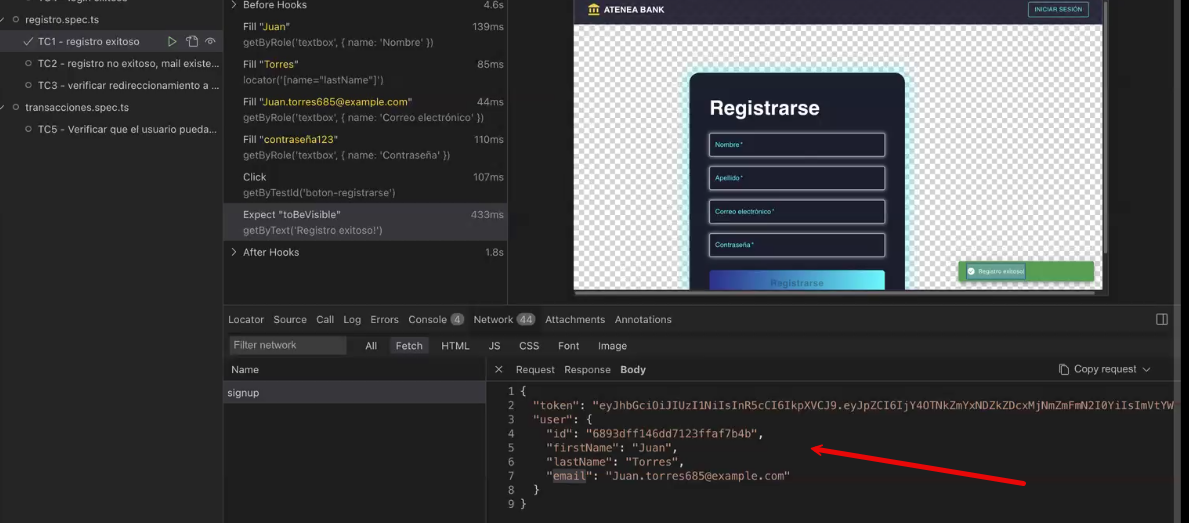 registro.spec.ts
TC1 - registro exitoso
TC2 - registro no exitoso, mail existe...
TC3 - verificar redireccionamiento a ...
transacciones.spec.ts
TC5 - Verificar que el usuario pueda...
Before Hooks 4.6s
Fill "Juan" 139ms
getByRole('textbox', { name: 'Nombre' })
Fill "Torres" 85ms
locator('[name="lastName"]')
Fill "Juan.torres685@example.com" 44ms
getByRole('textbox', { name: 'Correo electrónico' })
Fill "contraseña123" 110ms
getByRole('textbox', { name: 'Contraseña' })
Click 107ms
getByTestId('boton-registrarse')
Expect "toBeVisible" 433ms
getByText('Registro exitoso!')
After Hooks 1.8s
ATENEA BANK INICIAR SESIÓN
Registrarse
Nombre*
Apellido*
Correo electrónico*
Contraseña*
Registrarse
Registro exitoso
Locator Source Call Log Errors Console 4 Network 44 Attachments Annotations
Filter network All Fetch HTML JS CSS Font Image
Name
signup
Request Response Body Copy request
1 {
2 "token":
3 "user": {
4 "id": "6893dff146dd7123ffaf7b4b",
5 "firstName": "Juan",
6 "lastName": "Torres",
7 "email": "Juan.torres685@example.com"
8 }
9 }